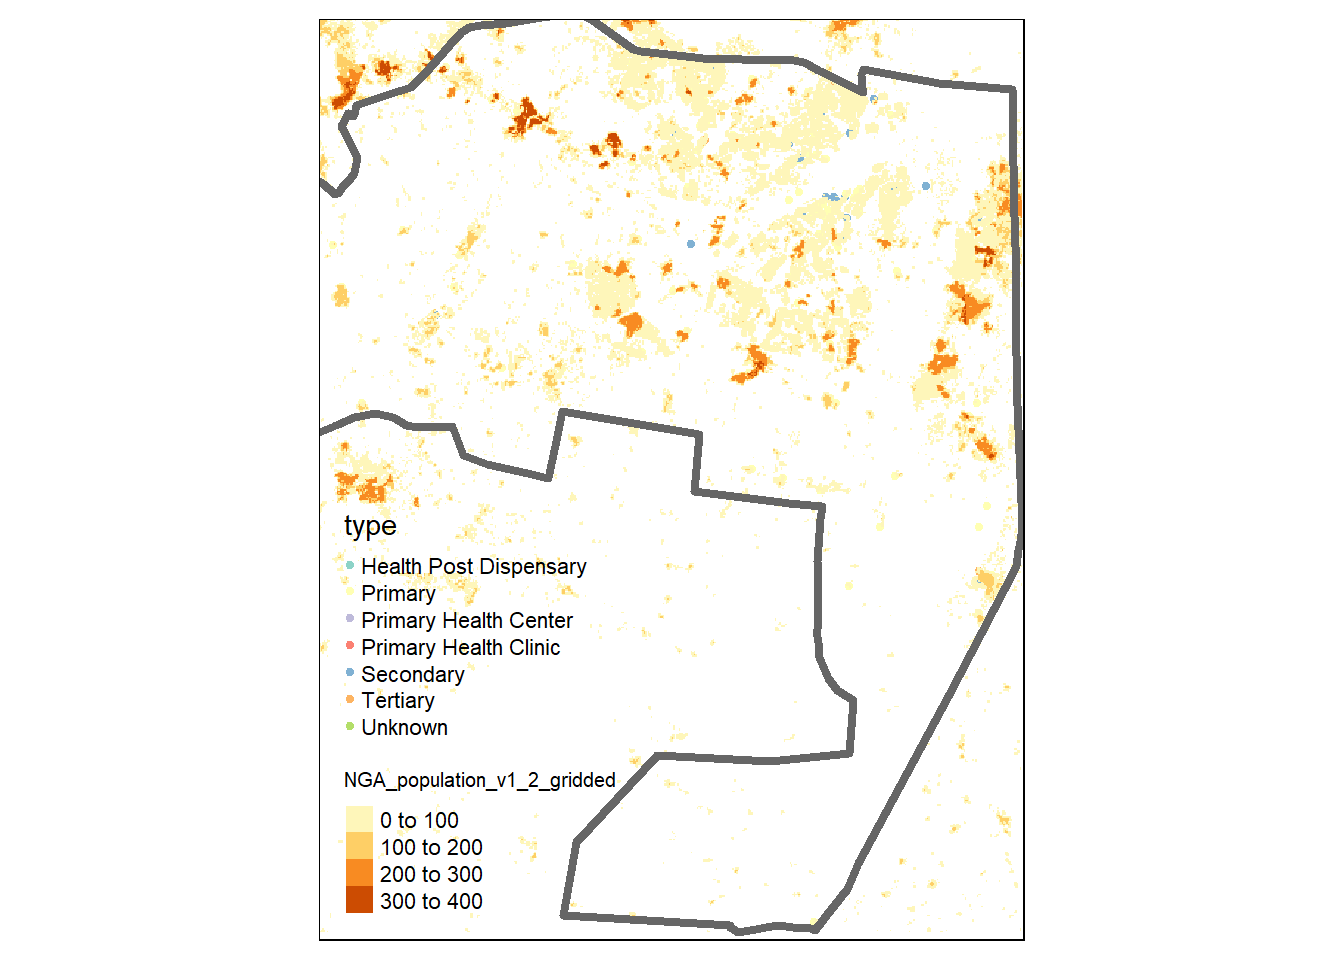 type
Health Post Dispensary
Primary
Primary Health Center
Primary Health Clinic
Secondary
Tertiary
Unknown
NGA_population_v1_2_gridded
0 to 100
100 to 200
200 to 300
300 to 400